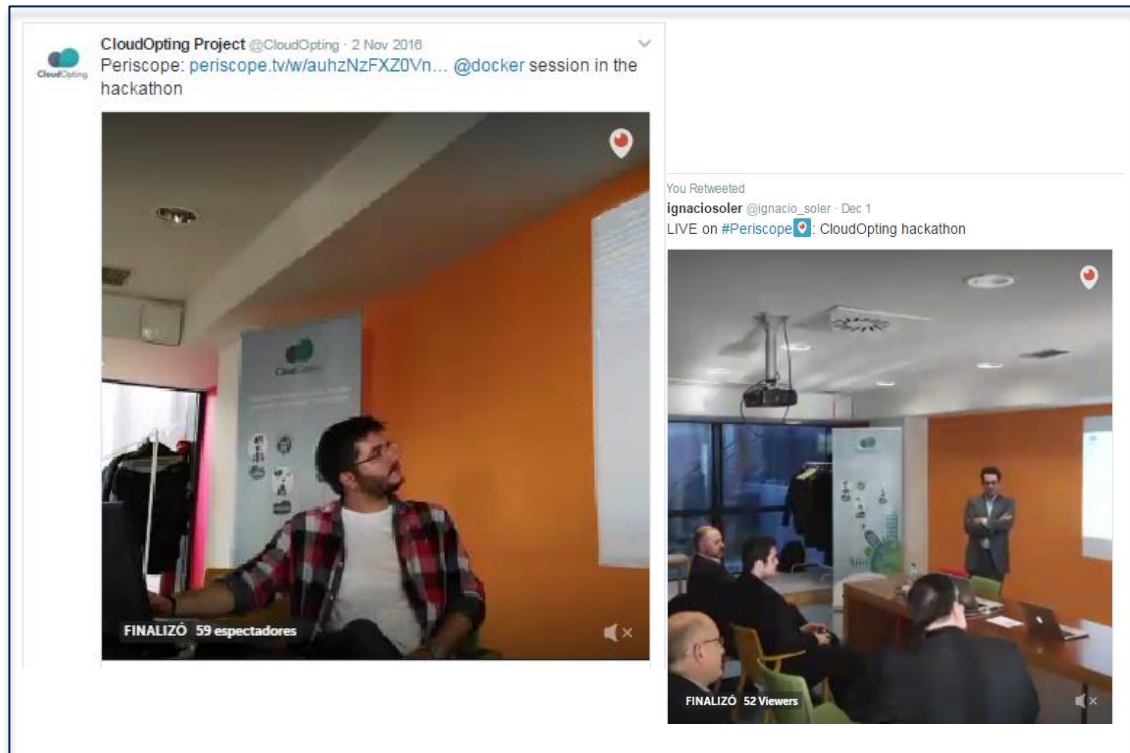 CloudOpting Project @CloudOpting · 2 Nov 2016
Periscope: periscope.tv/w/auhzNzFXZ0Vn… @docker session in the
hackathon
CloudOpting
CloudOpting
FINALIZÓ 59 espectadores
You Retweeted
ignaciosoler @ignacio_soler · Dec 1
LIVE on #Periscope: CloudOpting hackathon
FINALIZÓ 52 Viewers